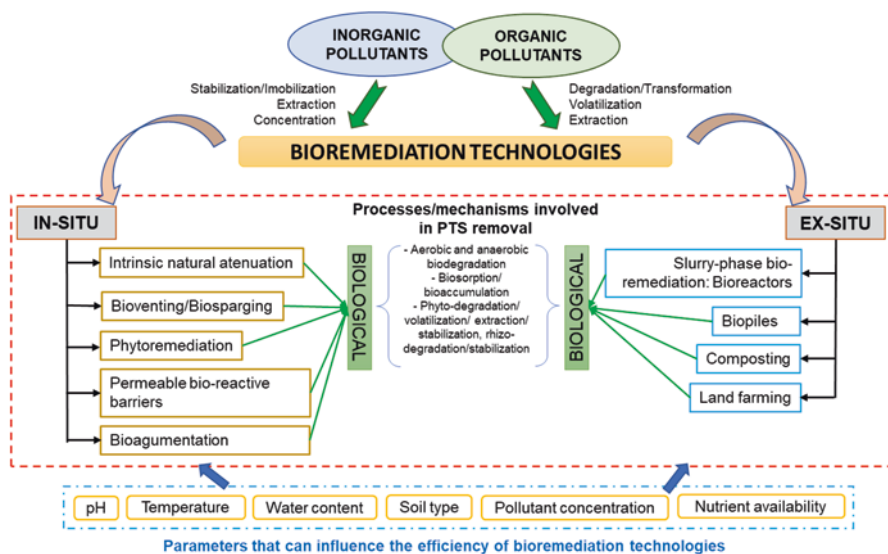 INORGANIC
POLLUTANTS
ORGANIC
POLLUTANTS
Stabilization/Imobilization
Extraction
Concentration
Degradation/Transformation
Volatilization
Extraction
BIOREMEDIATION TECHNOLOGIES
IN-SITU
Processes/mechanisms involved
in PTS removal
EX-SITU
Intrinsic natural atenuation
Bioventing/Biosparging
Phytoremediation
Permeable bio-reactive
barriers
Bioagumentation
BIOLOGICAL
- Aerobic and anaerobic
biodegradation
- Biosorption/
bioaccumulation
- Phyto-degradation/
volatilization/ extraction/
stabilization, rhizo-
degradation/stabilization
BIOLOGICAL
Slurry-phase bio-
remediation: Bioreactors
Biopiles
Composting
Land farming
pH
Temperature
Water content
Soil type
Pollutant concentration
Nutrient availability
Parameters that can influence the efficiency of bioremediation technologies